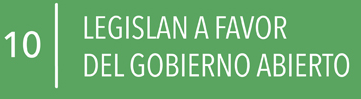 10
LEGISLAN A FAVOR
DEL GOBIERNO ABIERTO